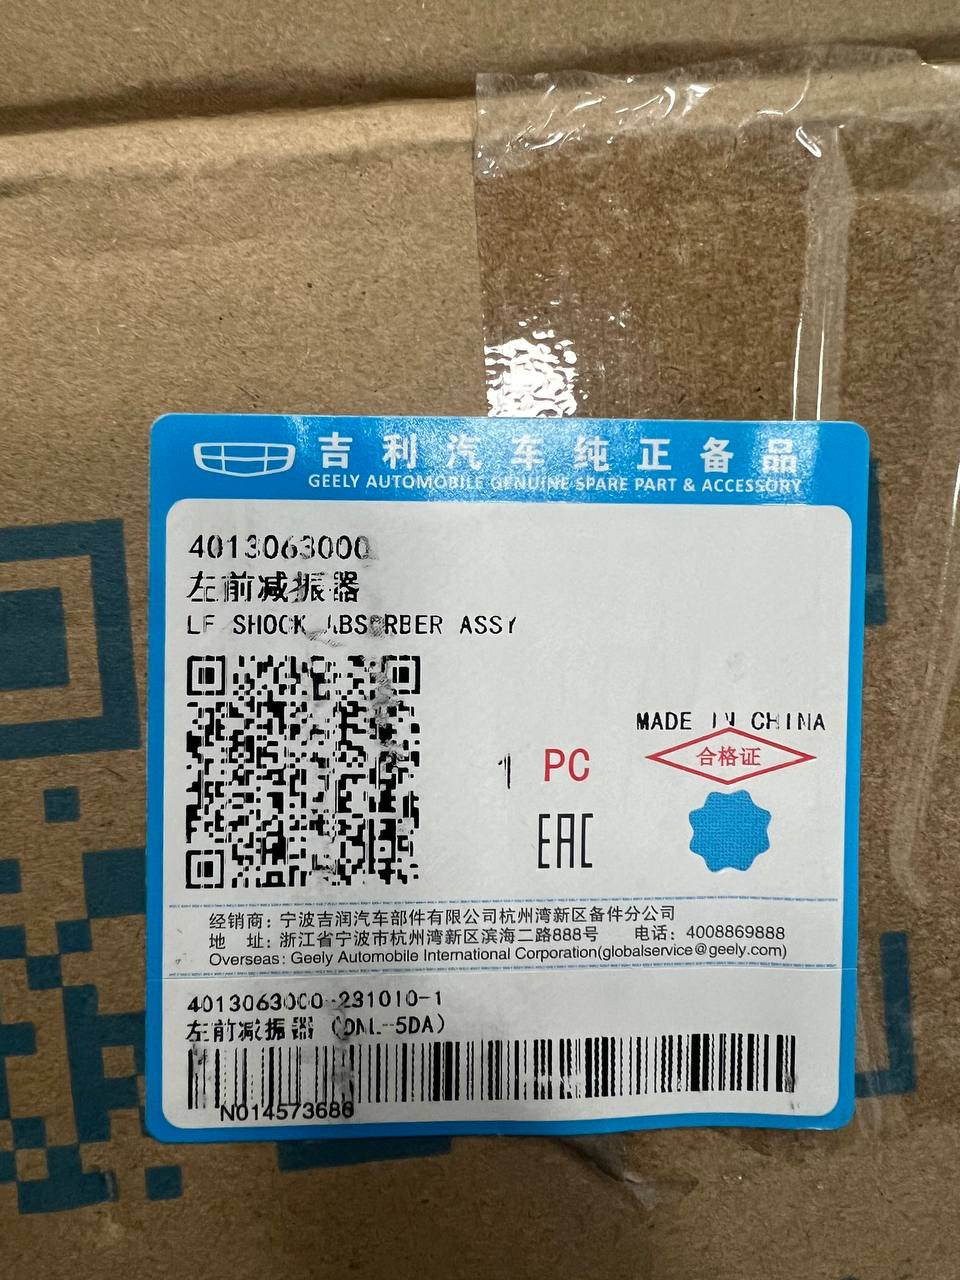 吉利汽车纯正备品
GEELY AUTOMOBILE GENUINE SPARE PART & ACCESSORY
4013063000
左前减振器
LF SHOCK ABSORBER ASSY
MADE IN CHINA
合格证
1 PC
EAC
经销商：宁波吉润汽车部件有限公司杭州湾新区备件分公司
地 址：浙江省宁波市杭州湾新区滨海二路888号 电话：4008869888
Overseas: Geely Automobile International Corporation(globalservice@geely.com)
4013063000-231010-1
左前减振器 (DNL-5DA)
N014573686